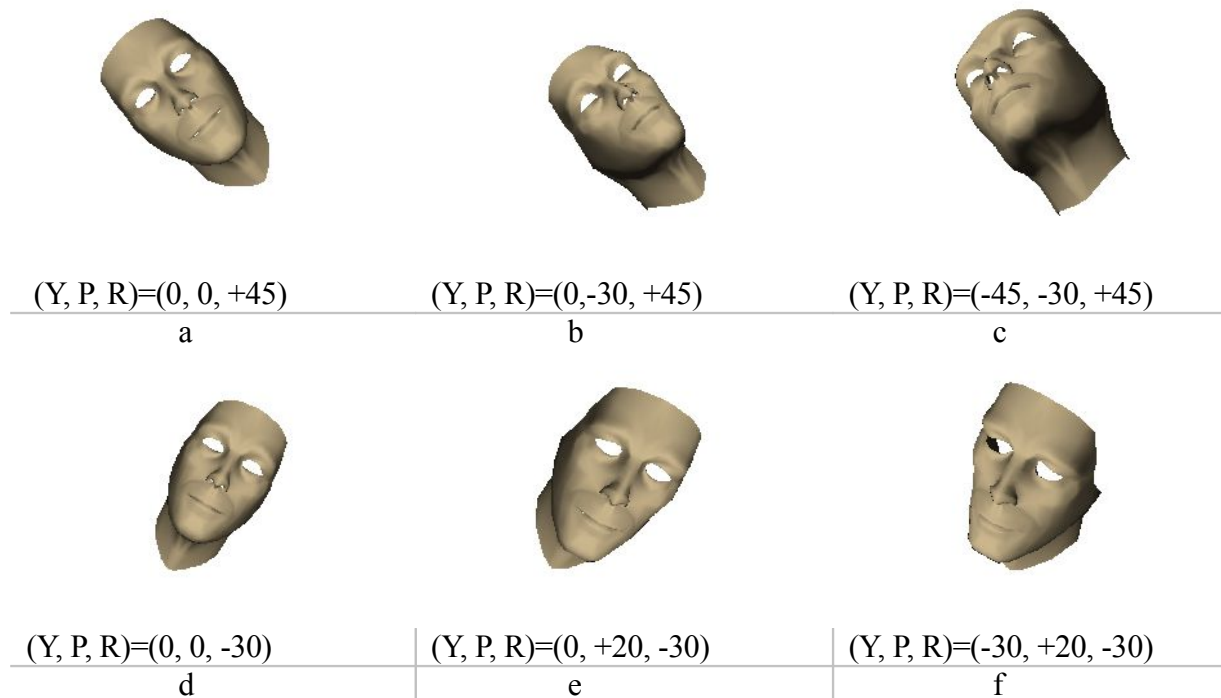 (Y, P, R)=(0, 0, +45) (Y, P, R)=(0,-30, +45) (Y, P, R)=(-45, -30, +45)
a b c
(Y, P, R)=(0, 0, -30) (Y, P, R)=(0, +20, -30) (Y, P, R)=(-30, +20, -30)
d e f